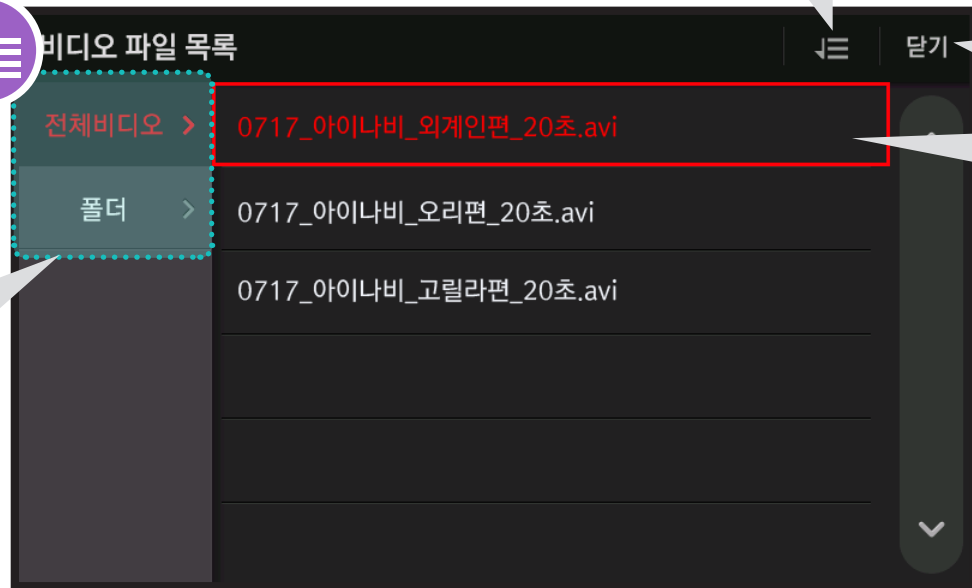 비디오 파일 목록
닫기
전체비디오
0717_아이나비_외계인편_20초.avi
폴더
0717_아이나비_오리편_20초.avi
0717_아이나비_고릴라편_20초.avi